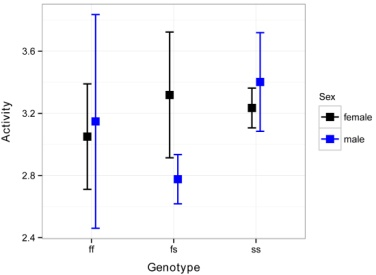 3.6
3.2
2.8
2.4
Activity
ff fs ss
Genotype
Sex
female
male